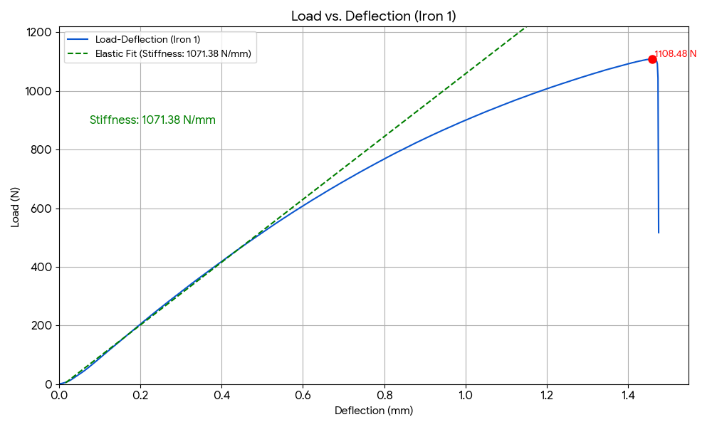 Load vs. Deflection (Iron 1)
1200
1000
800
600
400
200
0
Load (N)
Load-Deflection (Iron 1)
Elastic Fit (Stiffness: 1071.38 N/mm)
Stiffness: 1071.38 N/mm
1108.48 N
0.0 0.2 0.4 0.6 0.8 1.0 1.2 1.4
Deflection (mm)